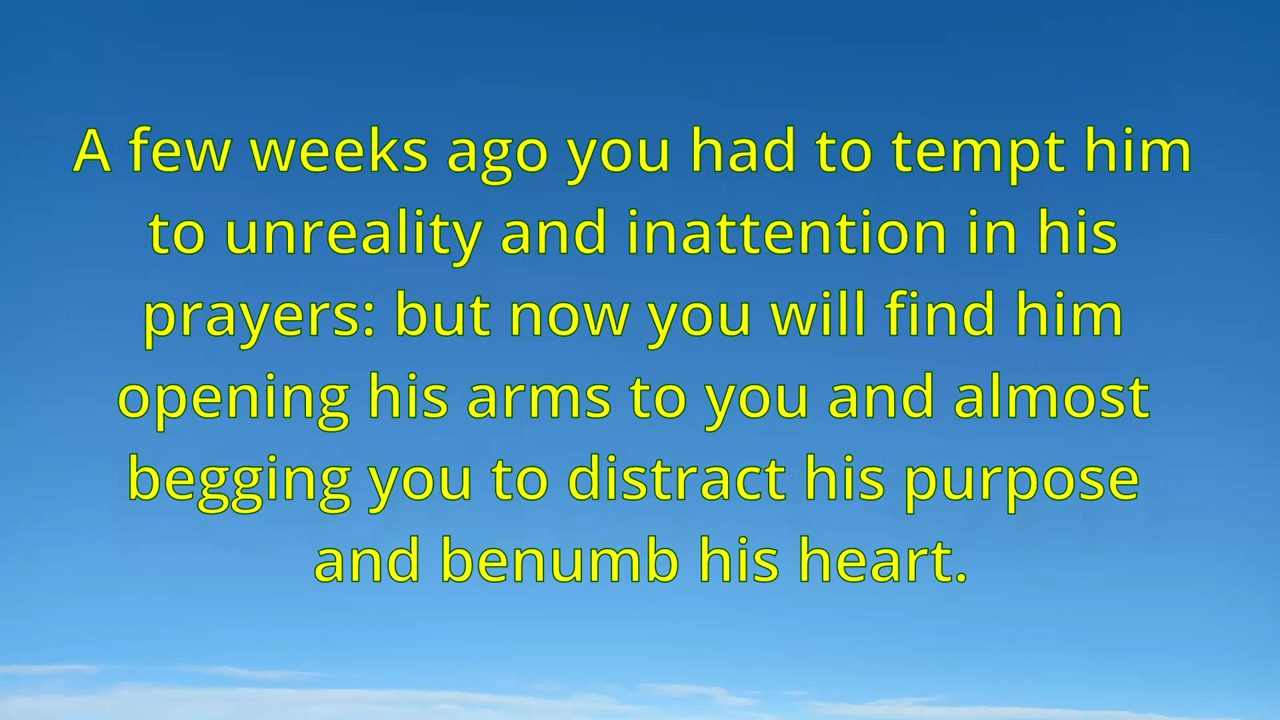 A few weeks ago you had to tempt him
to unreality and inattention in his
prayers: but now you will find him
opening his arms to you and almost
begging you to distract his purpose
and benumb his heart.